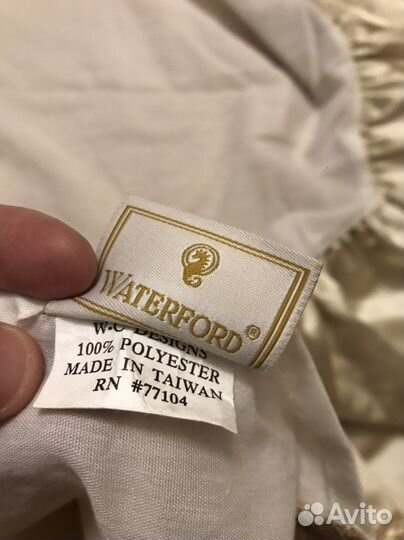 WATERFORD®
W-C DESIGNS
100% POLYESTER
MADE IN TAIWAN
RN #77104
Avito